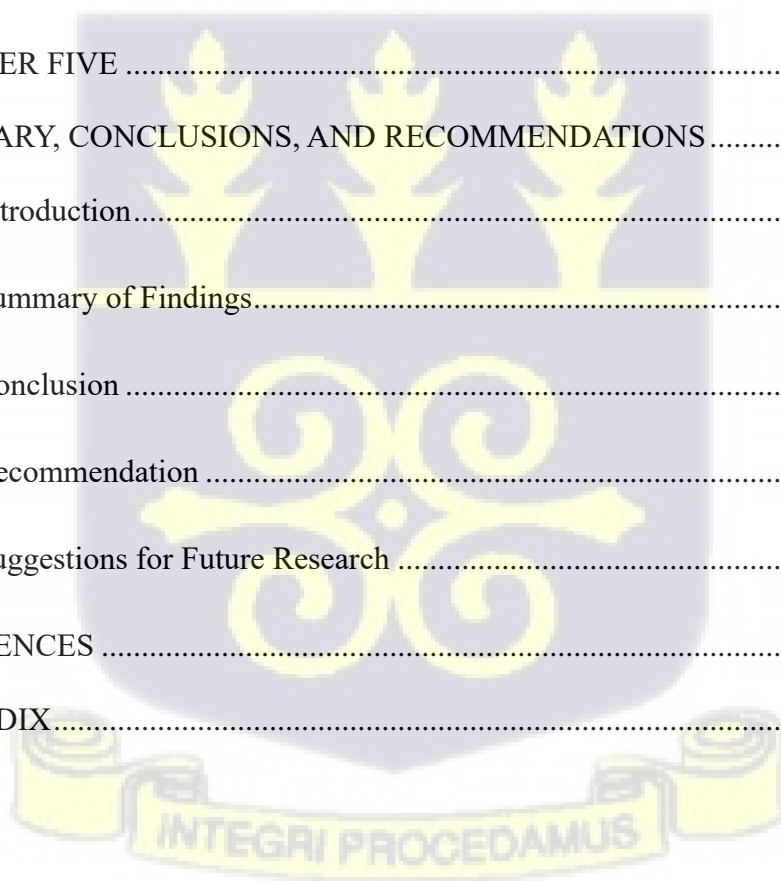 ER FIVE ..........................................................................
ARY, CONCLUSIONS, AND RECOMMENDATIONS .........
troduction..........................................................................
ummary of Findings............................................................
onclusion ..........................................................................
ecommendation ................................................................
uggestions for Future Research ..........................................
ENCES ..............................................................................
DIX....................................................................................
INTEGRI PROCEDAMUS